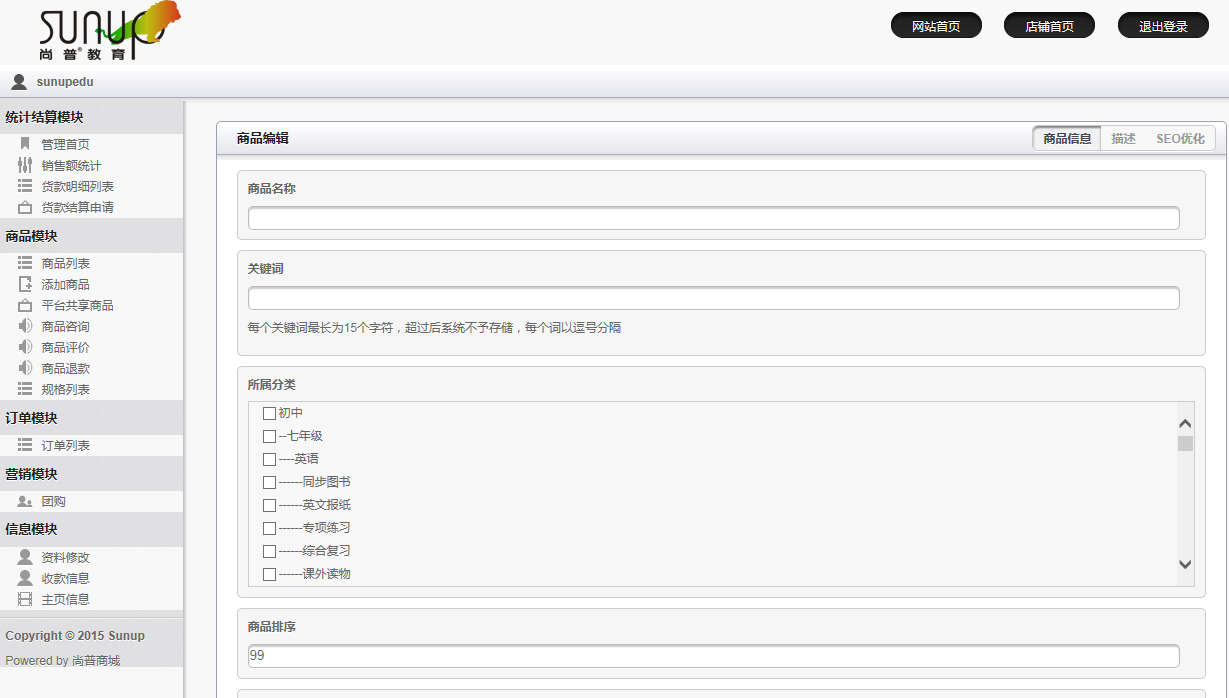 sunup
尚普®教育
网站首页
店铺首页
退出登录
sunupedu
统计结算模块
管理首页
销售额统计
货款明细列表
货款结算申请
商品模块
商品列表
添加商品
平台共享商品
商品咨询
商品评价
商品退款
规格列表
订单模块
订单列表
营销模块
团购
信息模块
资料修改
收款信息
主页信息
Copyright © 2015 Sunup
Powered by 尚普商城
商品编辑
商品信息
描述
SEO优化
商品名称
关键词
每个关键词最长为15个字符，超过后系统不予存储，每个词以逗号分隔
所属分类
初中
--七年级
----英语
------同步图书
------英文报纸
------专项练习
------综合复习
------课外读物
商品排序
99